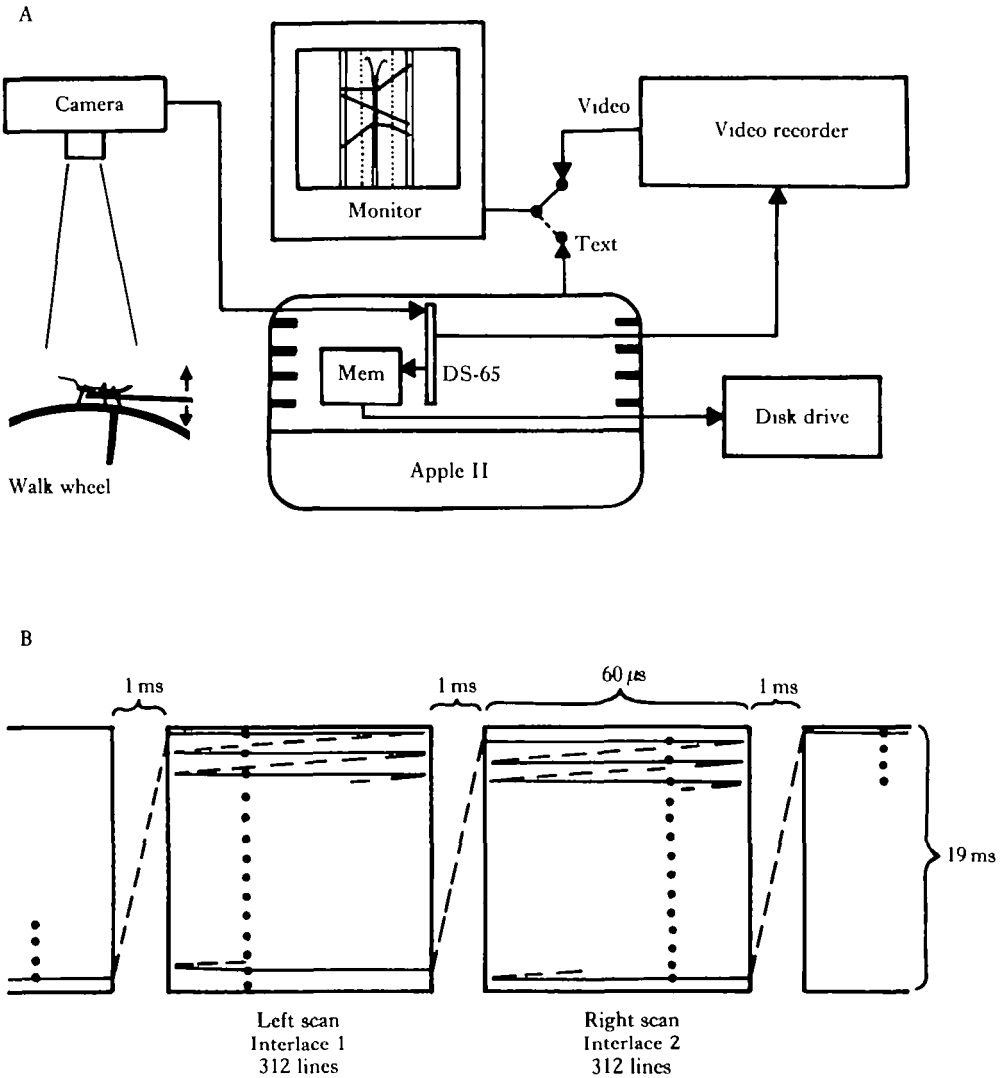 A
Camera
Monitor
Video
Video recorder
Text
Mem
DS-65
Disk drive
Apple II
Walk wheel
B
1 ms
1 ms
60 µs
1 ms
19 ms
Left scan
Interlace 1
312 lines
Right scan
Interlace 2
312 lines